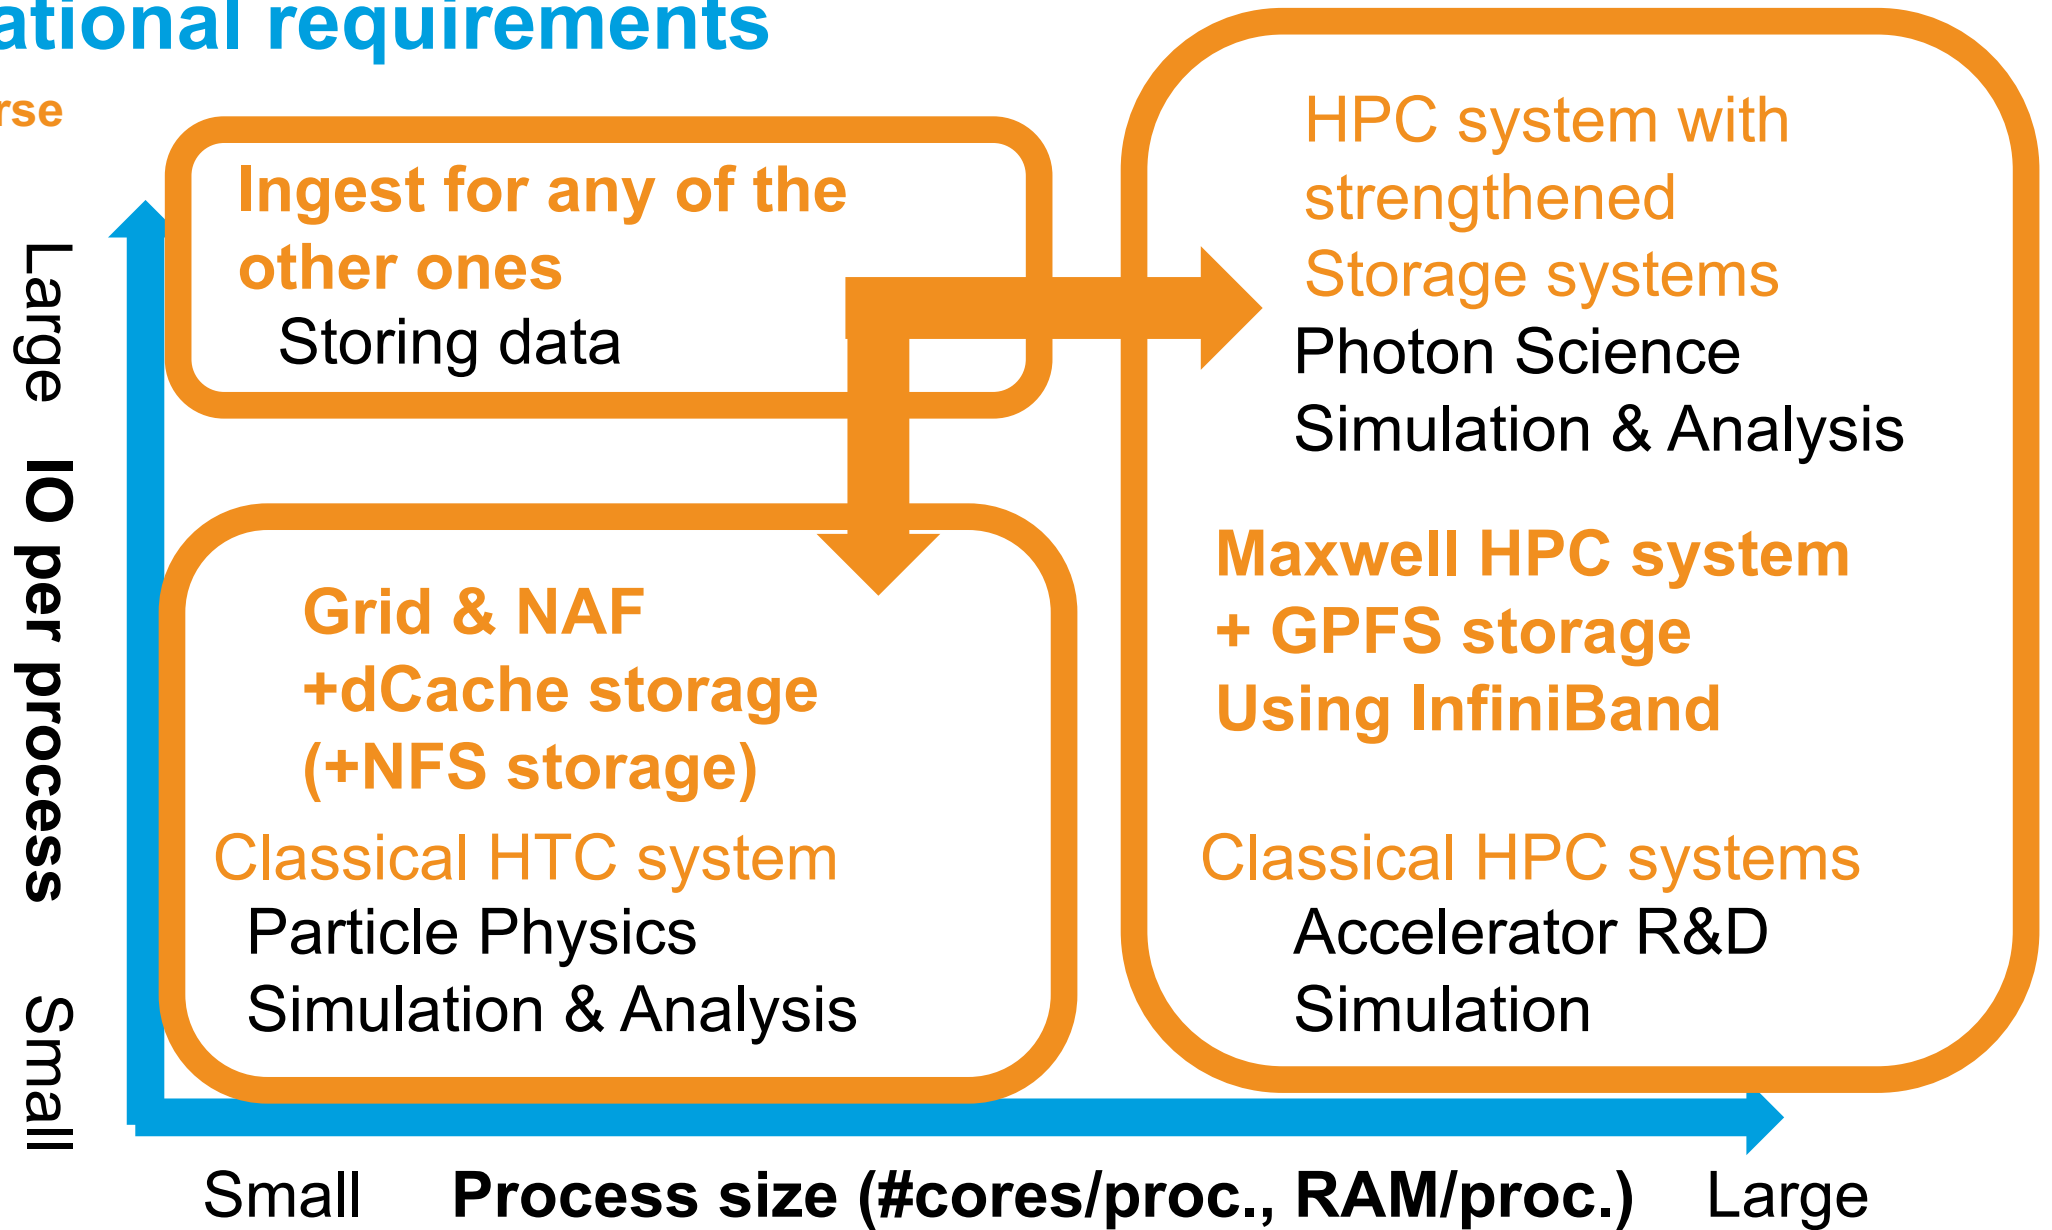 ational requirements
rse
Ingest for any of the
other ones
Storing data
HPC system with
strengthened
Storage systems
Photon Science
Simulation & Analysis
Maxwell HPC system
+ GPFS storage
Using InfiniBand
Classical HPC systems
Accelerator R&D
Simulation
Grid & NAF
+dCache storage
(+NFS storage)
Classical HTC system
Particle Physics
Simulation & Analysis
Large IO per process Small
Small Process size (#cores/proc., RAM/proc.) Large